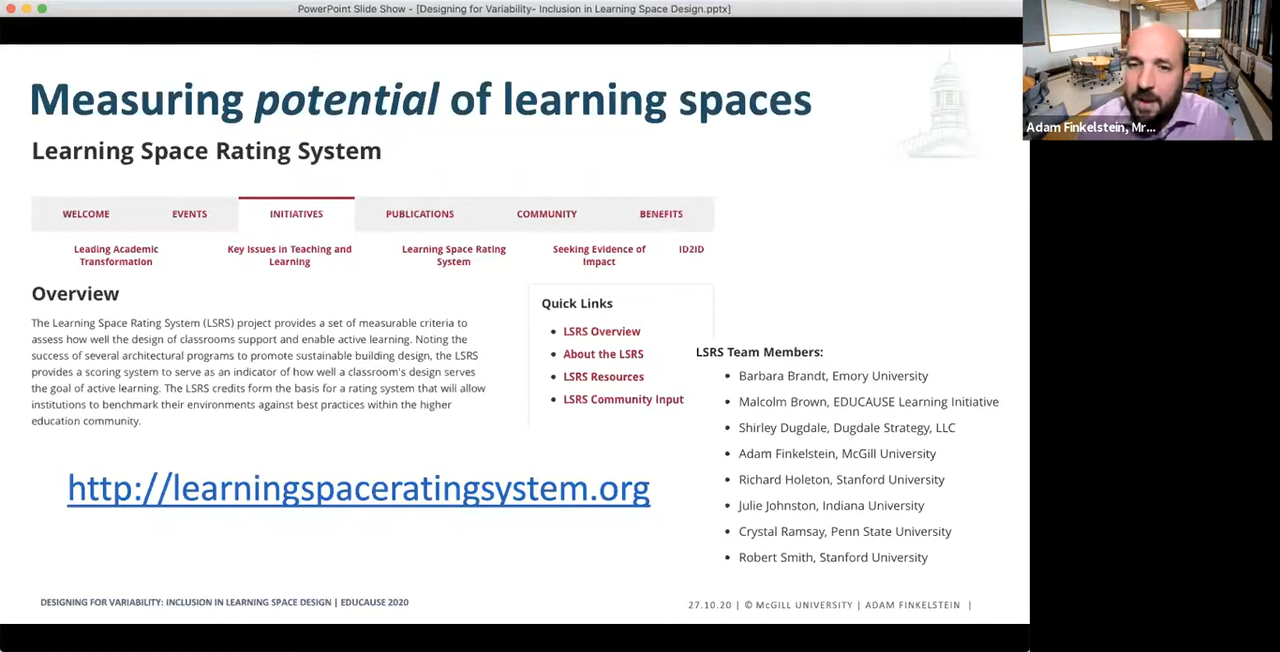 PowerPoint Slide Show - [Designing for Variability- Inclusion in Learning Space Design.pptx]
Measuring potential of learning spaces
Learning Space Rating System
WELCOME EVENTS INITIATIVES PUBLICATIONS COMMUNITY BENEFITS
Leading Academic
Transformation
Key Issues in Teaching and
Learning
Learning Space Rating
System
Seeking Evidence of
Impact
ID2ID
Overview
The Learning Space Rating System (LSRS) project provides a set of measurable criteria to
assess how well the design of classrooms support and enable active learning. Noting the
success of several architectural programs to promote sustainable building design, the LSRS
provides a scoring system to serve as an indicator of how well a classroom's design serves
the goal of active learning. The LSRS credits form the basis for a rating system that will allow
institutions to benchmark their environments against best practices within the higher
education community.
Quick Links
• LSRS Overview
• About the LSRS
• LSRS Resources
• LSRS Community Input
LSRS Team Members:
• Barbara Brandt, Emory University
• Malcolm Brown, EDUCAUSE Learning Initiative
• Shirley Dugdale, Dugdale Strategy, LLC
• Adam Finkelstein, McGill University
• Richard Holeton, Stanford University
• Julie Johnston, Indiana University
• Crystal Ramsay, Penn State University
• Robert Smith, Stanford University
http://learningspaceratingsystem.org
DESIGNING FOR VARIABILITY: INCLUSION IN LEARNING SPACE DESIGN | EDUCAUSE 2020
27.10.20 | © McGILL UNIVERSITY | ADAM FINKELSTEIN |
Adam Finkelstein, Mr...